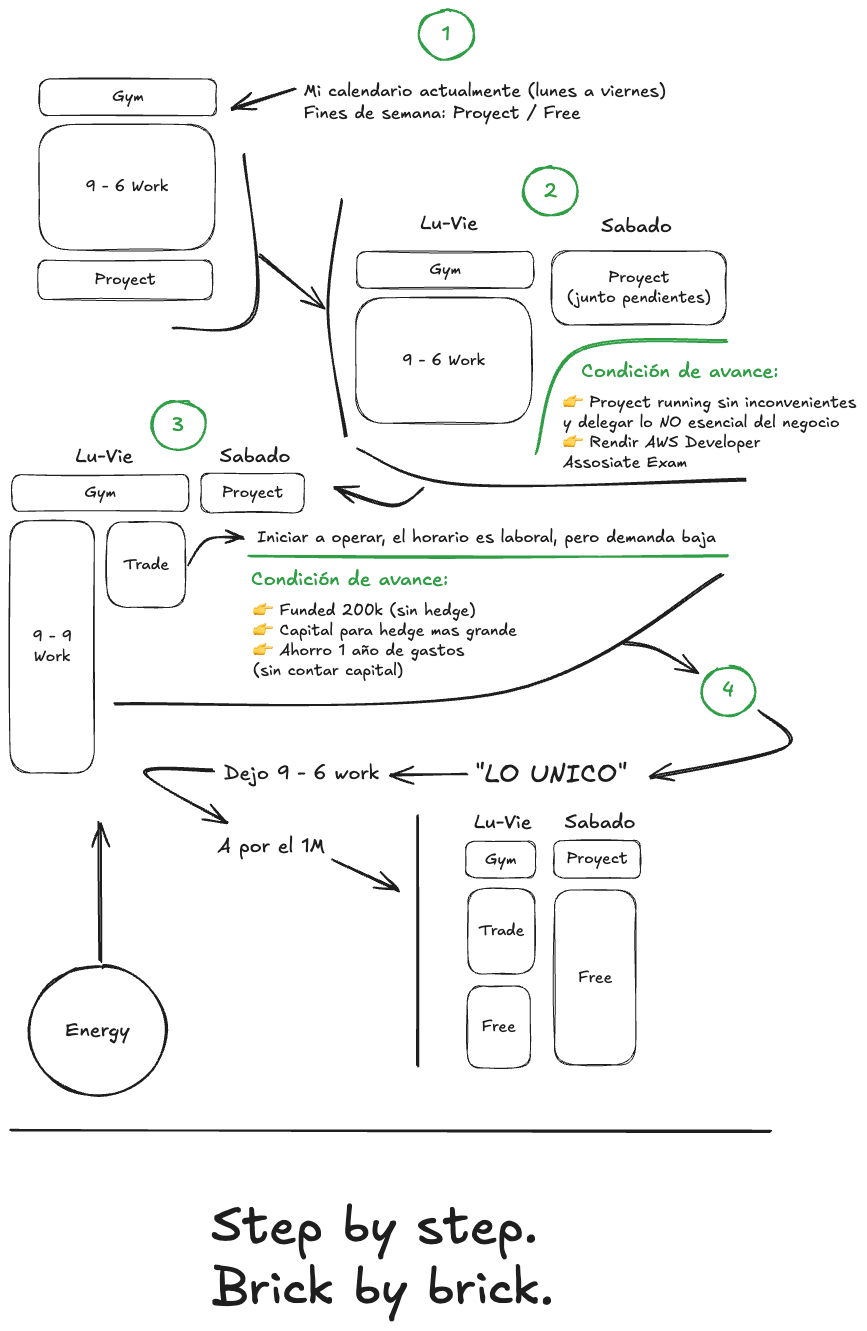 1
Gym
Mi calendario actualmente (lunes a viernes)
Fines de semana: Proyect / Free
9 - 6 Work
Proyect
2
Lu-Vie
Sabado
Gym
Proyect
(junto pendientes)
9 - 6 Work
Condición de avance:
👉 Proyect running sin inconvenientes
y delegar lo NO esencial del negocio
👉 Rendir AWS Developer
Assosiate Exam
3
Lu-Vie
Sabado
Gym
Proyect
Trade
Iniciar a operar, el horario es laboral, pero demanda baja
9 - 9
Work
Condición de avance:
👉 Funded 200k (sin hedge)
👉 Capital para hedge mas grande
👉 Ahorro 1 año de gastos
(sin contar capital)
4
"LO UNICO"
Dejo 9 - 6 work
A por el 1M
Lu-Vie
Sabado
Gym
Proyect
Trade
Free
Free
Energy
Step by step.
Brick by brick.